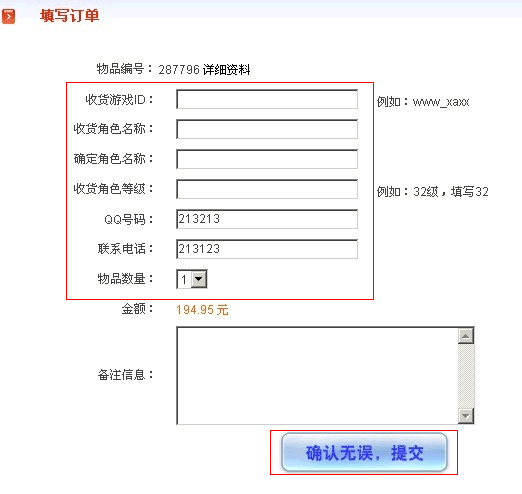 填写订单
物品编号：287796 详细资料
收货游戏ID： 例如：www_xaxx
收货角色名称：
确定角色名称：
收货角色等级： 例如：32级，填写32
QQ号码： 213213
联系电话： 213123
物品数量： 1
金额： 194.95 元
备注信息：
确认无误，提交